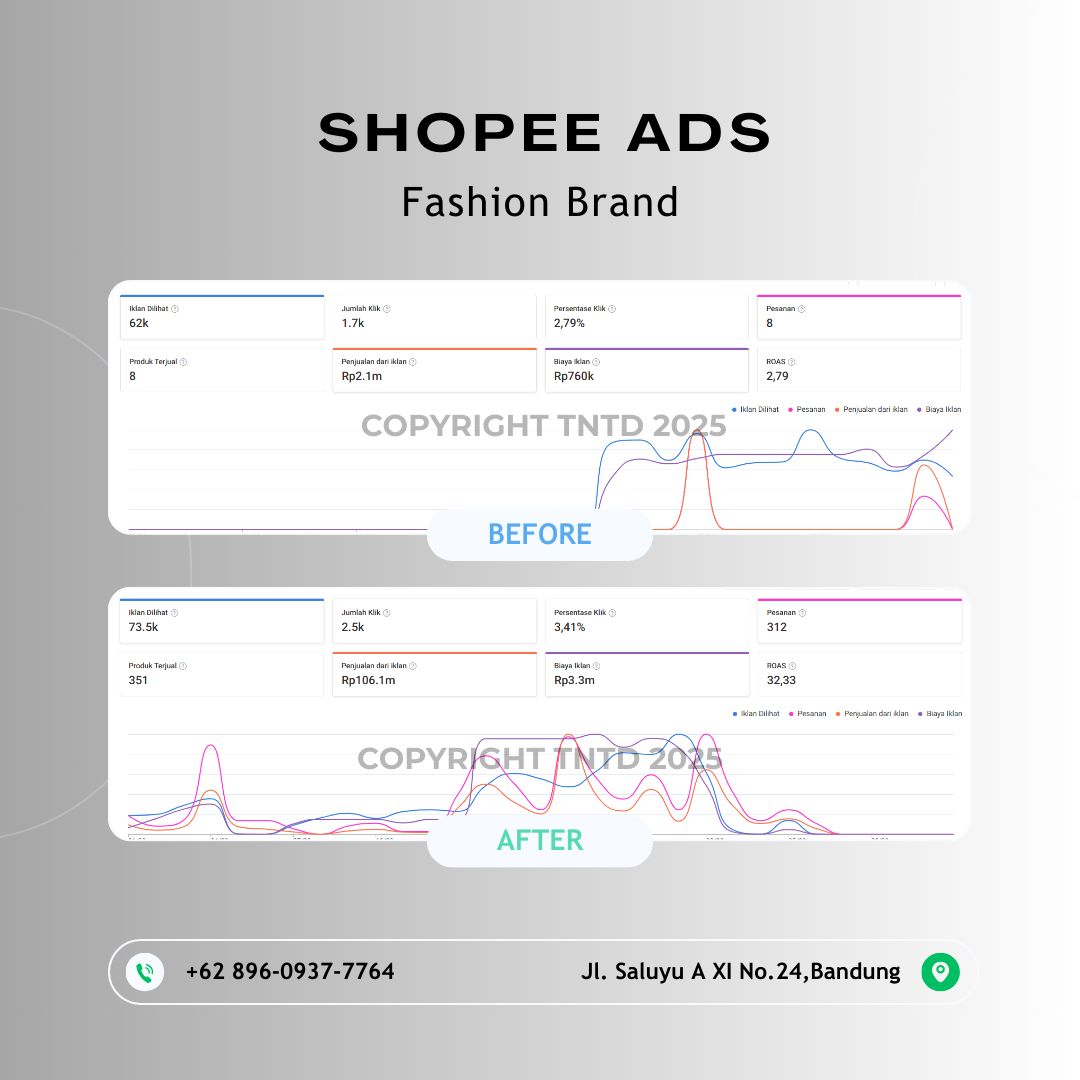 SHOPEE ADS
Fashion Brand
Iklan Dilihat Jumlah Klik Persentase Klik Pesanan
62k 1.7k 2,79% 8
Produk Terjual Penjualan dari iklan Biaya Iklan ROAS
8 Rp2.1m Rp760k 2,79
Iklan Dilihat Pesanan Penjualan dari iklan Biaya Iklan
COPYRIGHT TNTD 2025
BEFORE
Iklan Dilihat Jumlah Klik Persentase Klik Pesanan
73.5k 2.5k 3,41% 312
Produk Terjual Penjualan dari iklan Biaya Iklan ROAS
351 Rp106.1m Rp3.3m 32,33
Iklan Dilihat Pesanan Penjualan dari iklan Biaya Iklan
COPYRIGHT TNTD 2025
AFTER
+62 896-0937-7764 Jl. Saluyu A XI No.24,Bandung